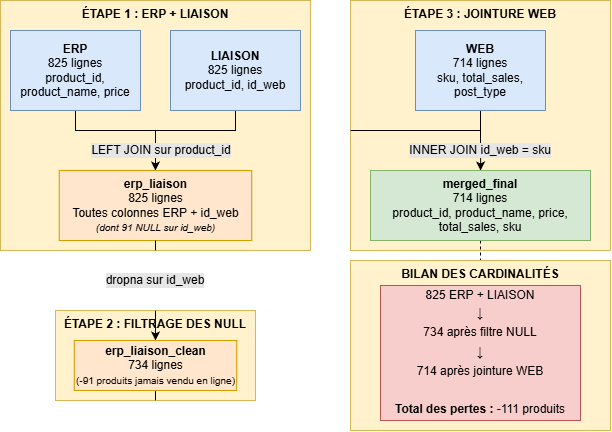 ÉTAPE 1 : ERP + LIAISON
ERP
825 lignes
product_id,
product_name, price
LIAISON
825 lignes
product_id, id_web
LEFT JOIN sur product_id
erp_liaison
825 lignes
Toutes colonnes ERP + id_web
(dont 91 NULL sur id_web)
dropna sur id_web
ÉTAPE 2 : FILTRAGE DES NULL
erp_liaison_clean
734 lignes
(-91 produits jamais vendu en ligne)
ÉTAPE 3 : JOINTURE WEB
WEB
714 lignes
sku, total_sales,
post_type
INNER JOIN id_web = sku
merged_final
714 lignes
product_id, product_name, price,
total_sales, sku
BILAN DES CARDINALITÉS
825 ERP + LIAISON
↓
734 après filtre NULL
↓
714 après jointure WEB
Total des pertes : -111 produits